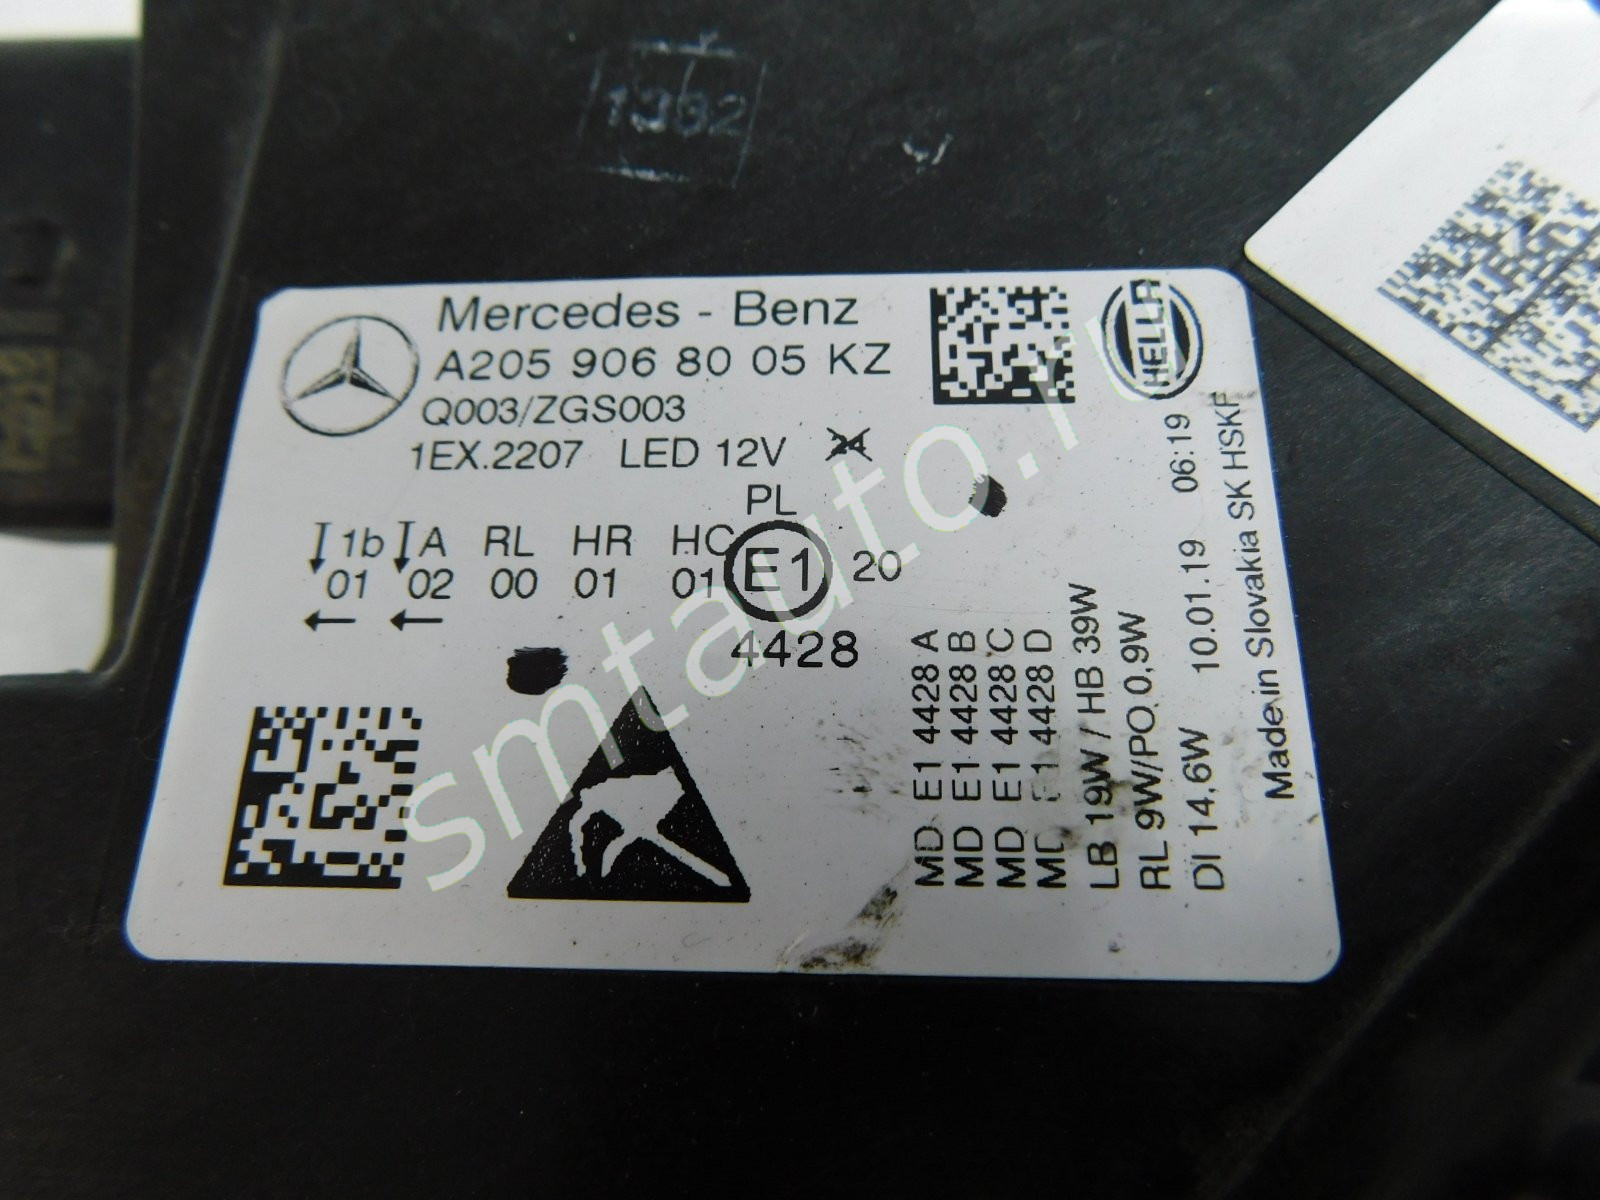 1382
Mercedes - Benz
A205 906 80 05 KZ
Q003/ZGS003
1EX.2207 LED 12V 24
HELLA
PL
1b A RL HR HC E1 20
01 02 00 01 01
4428
MD E1 4428 A
MD E1 4428 B
MD E1 4428 C
MD E1 4428 D
LB 19W / HB 39W
RL 9W/PO 0,9W
DI 14,6W 10.01.19 06:19
Made in Slovakia SK HSKF
smtauto.ru